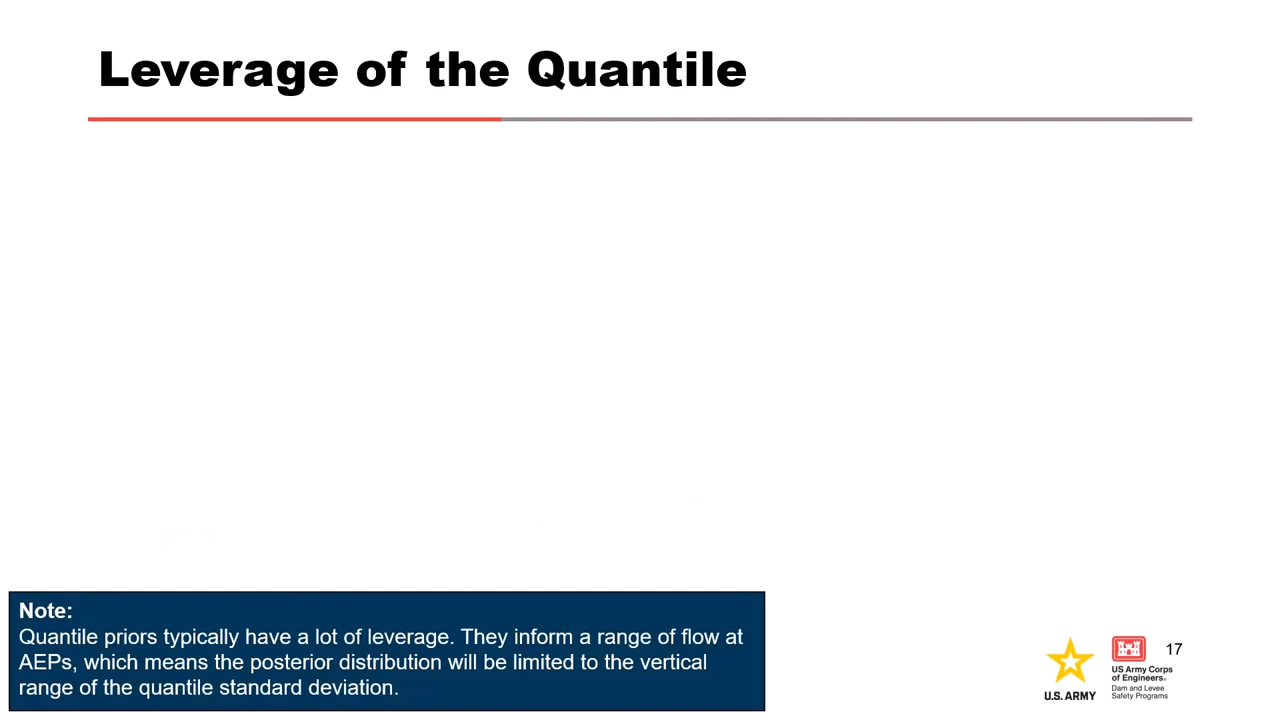 Leverage of the Quantile
Note:
Quantile priors typically have a lot of leverage. They inform a range of flow at
AEPs, which means the posterior distribution will be limited to the vertical
range of the quantile standard deviation.
U.S. ARMY
US Army Corps
of Engineers®
Dam and Levee
Safety Programs
17